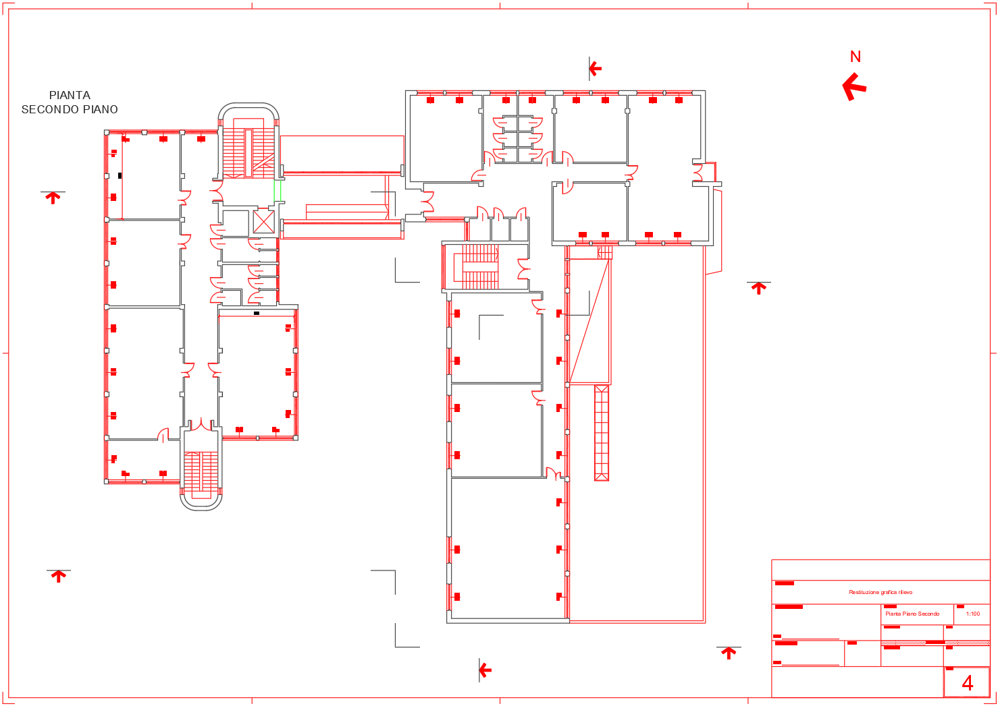 N
PIANTA
SECONDO PIANO
Restituzione grafica rilievo
Pianta Piano Secondo
1:100
4